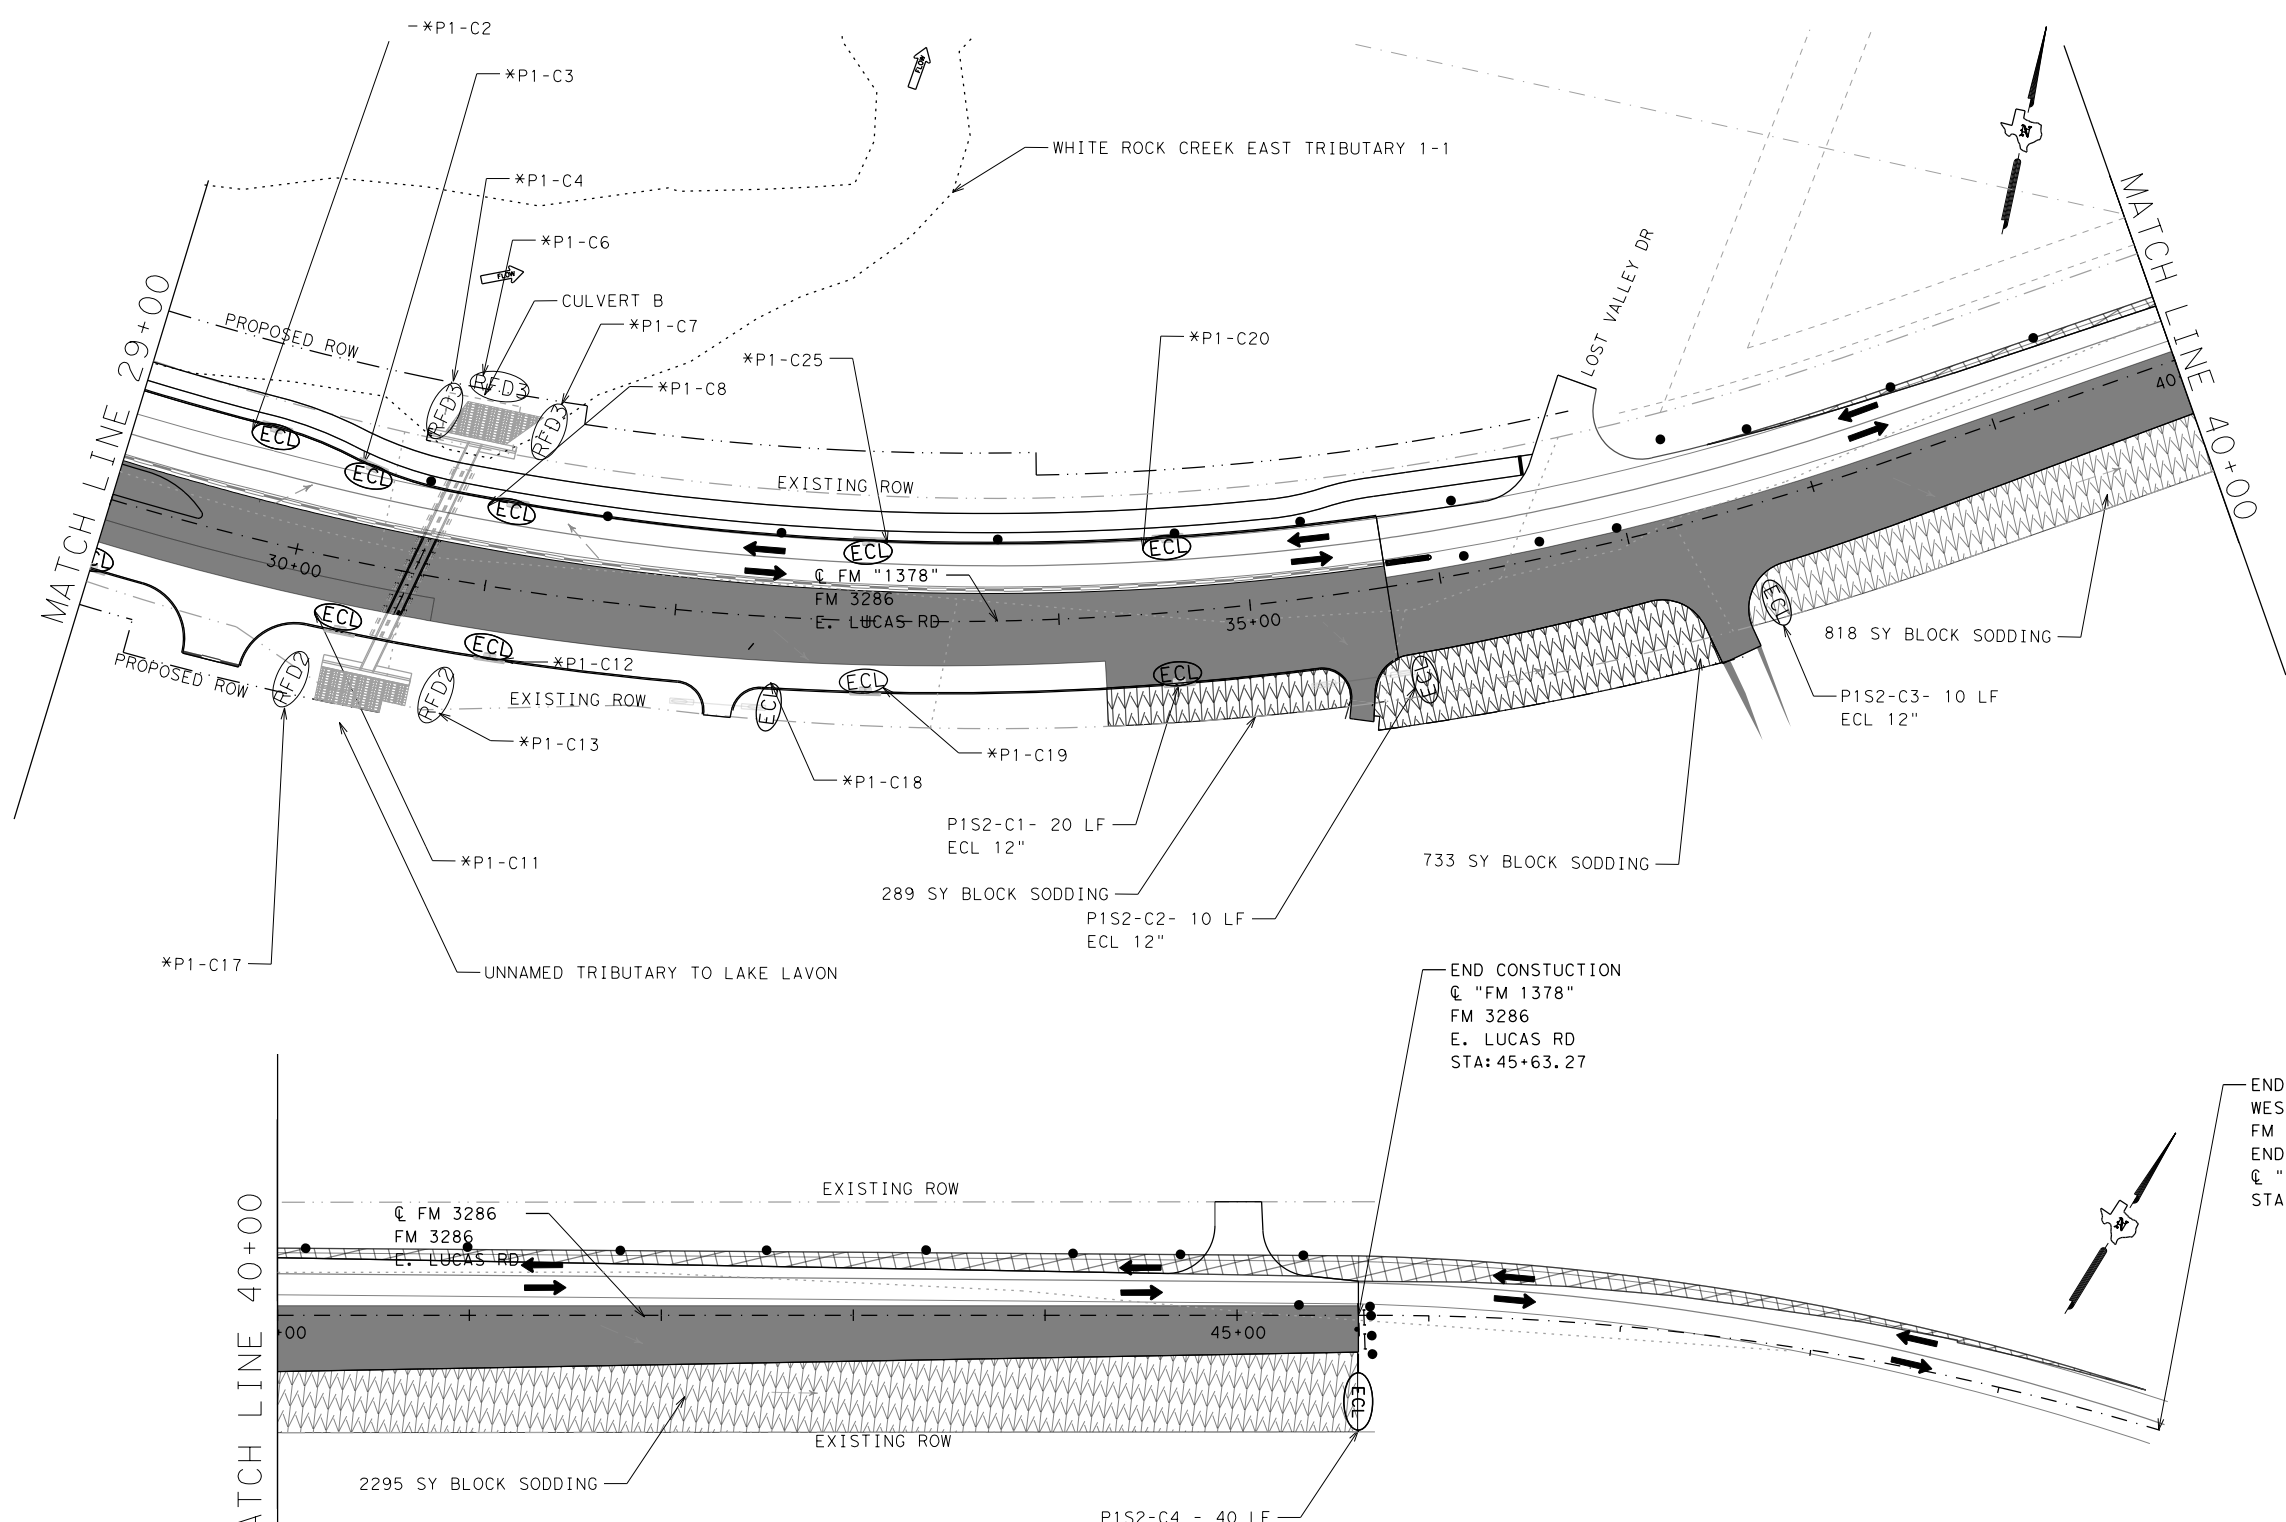 *P1-C2
*P1-C3
WHITE ROCK CREEK EAST TRIBUTARY 1-1
*P1-C4
*P1-C6
FLOW
FLOW
CULVERT B
*P1-C7
*P1-C25
*P1-C20
*P1-C8
LOST VALLEY DR
MATCH LINE 29+00
MATCH LINE 40+00
PROPOSED ROW
RFD3
RFD3
RFD3
ECL
ECL
ECL
ECL
ECL
EXISTING ROW
40
30+00
℄ FM "1378"
FM 3286
E. LUCAS RD
35+00
CL
ECL
ECL
ECL
ECL
ECL
ECL
ECL
818 SY BLOCK SODDING
PROPOSED ROW
RFD2
RFD2
*P1-C12
EXISTING ROW
P1S2-C3- 10 LF
ECL 12"
*P1-C13
*P1-C19
*P1-C18
P1S2-C1- 20 LF
ECL 12"
*P1-C11
733 SY BLOCK SODDING
289 SY BLOCK SODDING
P1S2-C2- 10 LF
ECL 12"
*P1-C17
UNNAMED TRIBUTARY TO LAKE LAVON
END CONSTUCTION
℄ "FM 1378"
FM 3286
E. LUCAS RD
STA:45+63.27
END
WES
FM
END
℄ "
STA
EXISTING ROW
℄ FM 3286
FM 3286
E. LUCAS RD
ATCH LINE 40+00
+00
45+00
ECL
EXISTING ROW
2295 SY BLOCK SODDING
P1S2-C4 - 40 LF